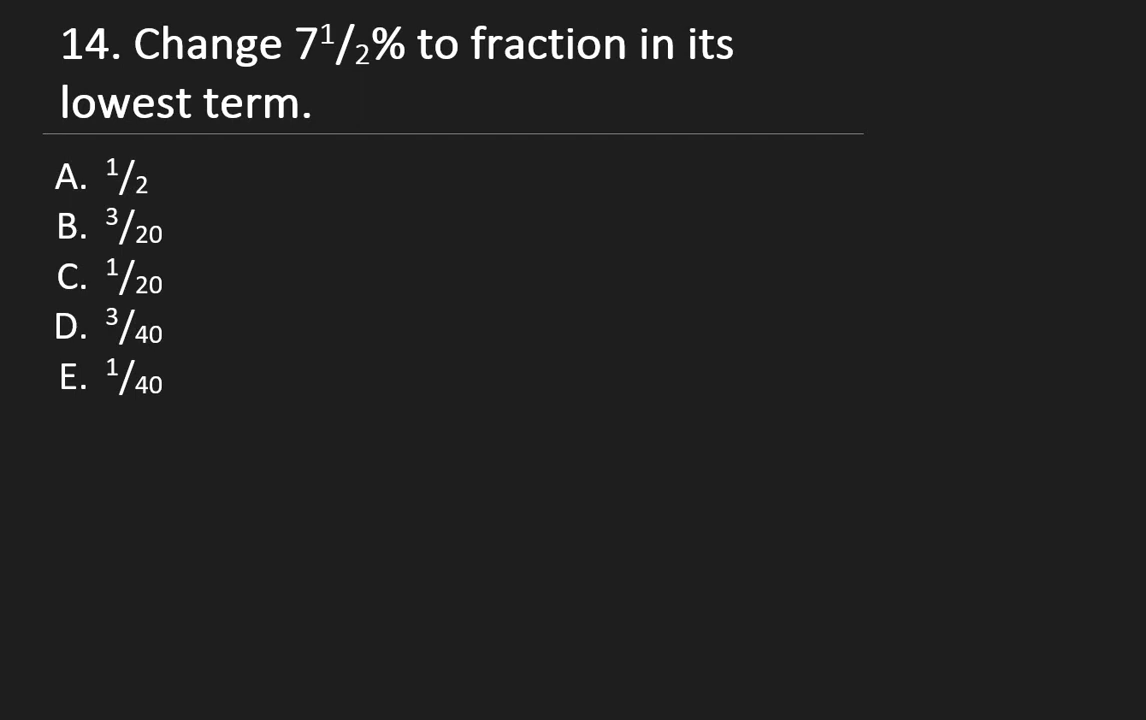 14. Change 7¹/₂% to fraction in its
lowest term.
A. ¹/₂
B. ³/₂₀
C. ¹/₂₀
D. ³/₄₀
E. ¹/₄₀